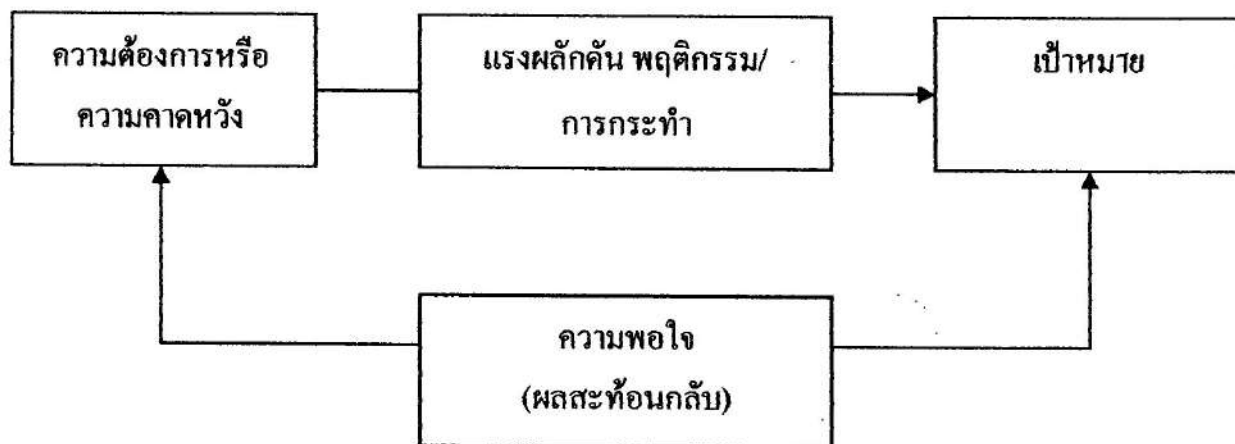 ความต้องการหรือ
ความคาดหวัง
แรงผลักดัน พฤติกรรม/
การกระทำ
เป้าหมาย
ความพอใจ
(ผลสะท้อนกลับ)